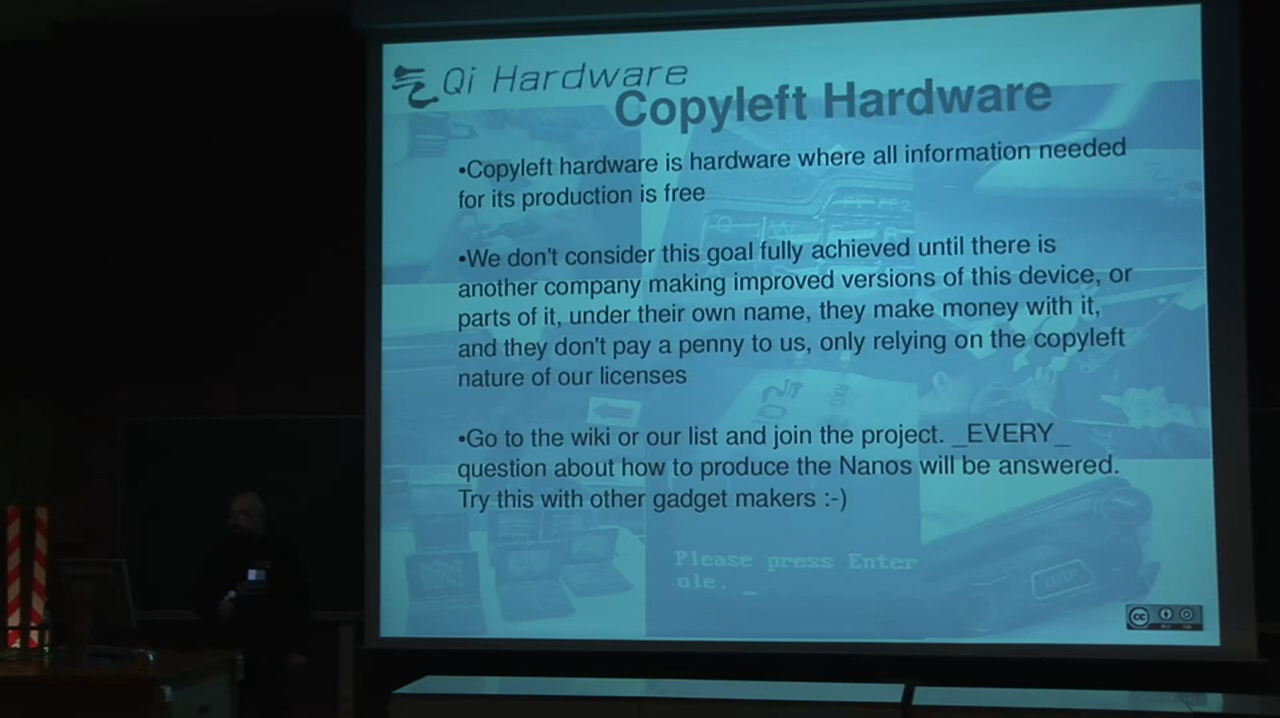 Qi Hardware
Copyleft Hardware
•Copyleft hardware is hardware where all information needed
for its production is free
•We don't consider this goal fully achieved until there is
another company making improved versions of this device, or
parts of it, under their own name, they make money with it,
and they don't pay a penny to us, only relying on the copyleft
nature of our licenses
•Go to the wiki or our list and join the project. _EVERY_
question about how to produce the Nanos will be answered.
Try this with other gadget makers :-)
Please press Enter
ole. _
cc